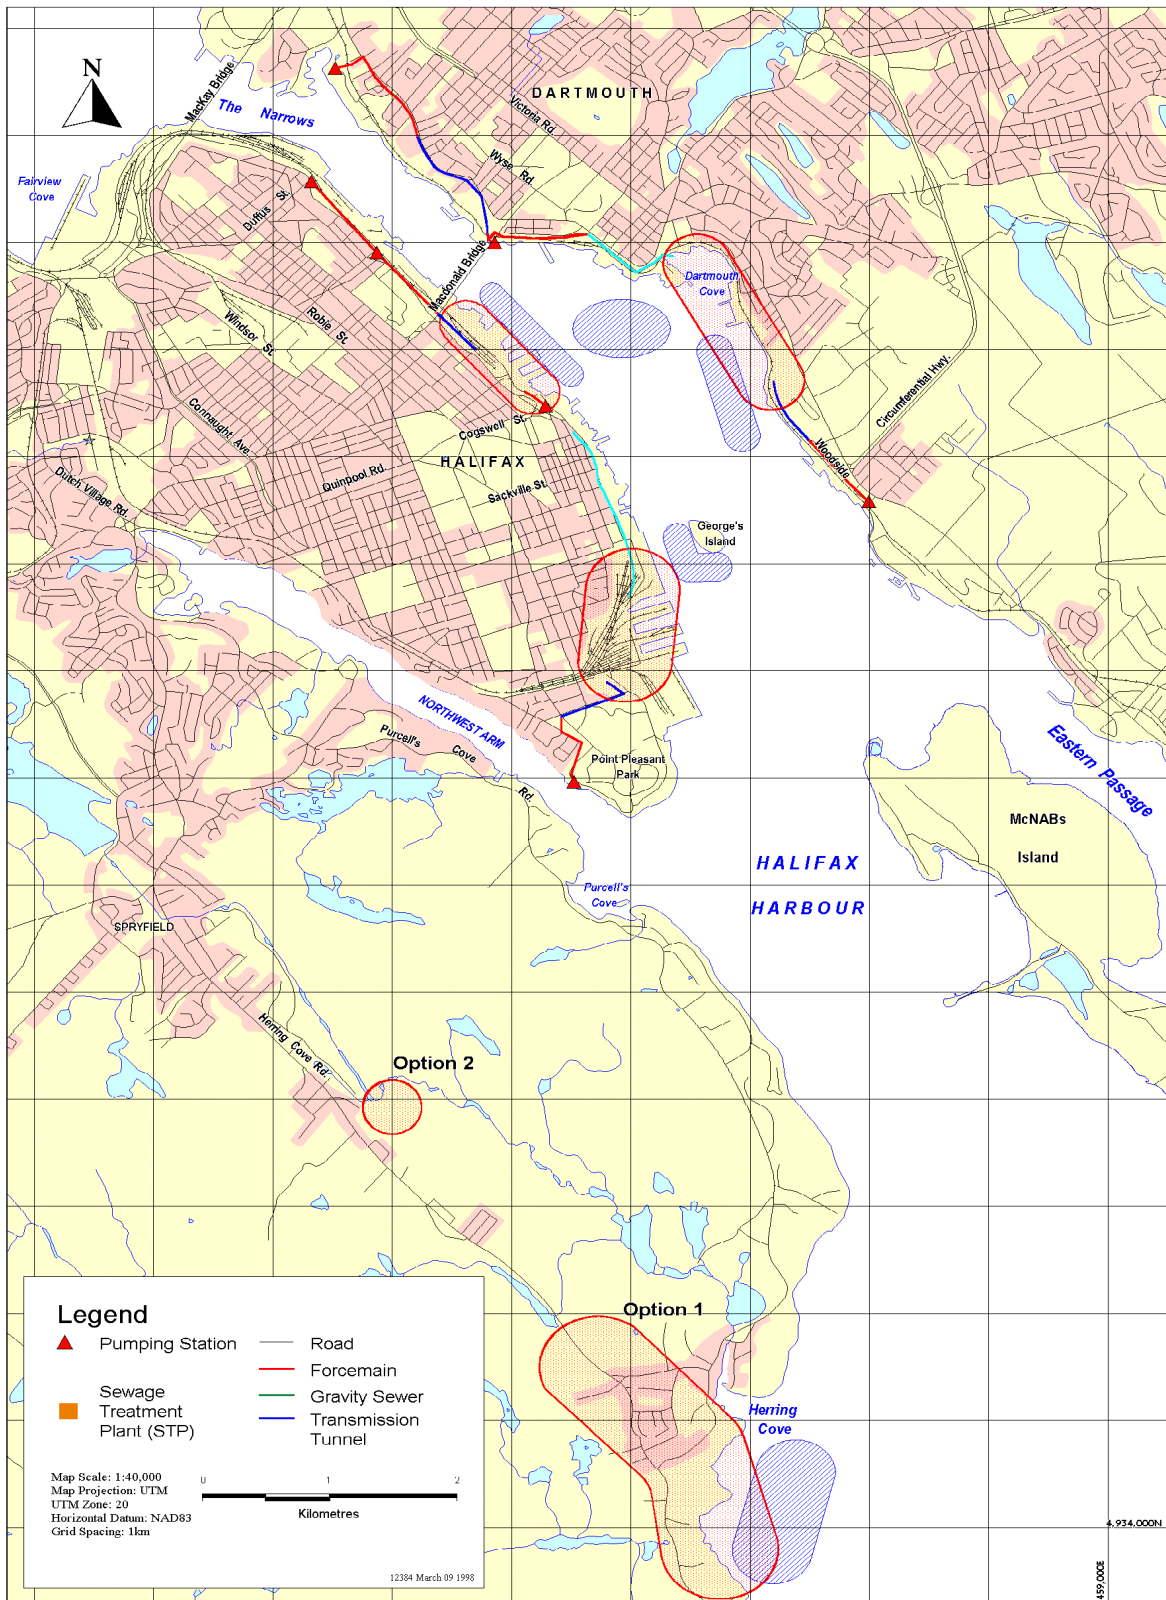 N
MacKay Bridge
The Narrows
DARTMOUTH
Victoria Rd.
Wyse Rd.
Fairview
Cove
Duffus St.
Macdonald Bridge
Dartmouth
Cove
Robie St.
Windsor St.
Circumferential Hwy.
Connaught Ave.
Cogswell St.
HALIFAX
Woodside
Quinpool Rd.
Dutch Village Rd.
Sackville St.
George's
Island
NORTHWEST ARM
Purcell's Cove Rd.
Point Pleasant
Park
Eastern Passage
McNABs
Island
HALIFAX
HARBOUR
Purcell's
Cove
SPRYFIELD
Herring Cove Rd.
Option 2
Option 1
Herring
Cove
Legend
Pumping Station
Sewage
Treatment
Plant (STP)
Road
Forcemain
Gravity Sewer
Transmission
Tunnel
Map Scale: 1:40,000
Map Projection: UTM
UTM Zone: 20
Horizontal Datum: NAD83
Grid Spacing: 1km
0 1 2
Kilometres
12384 March 09 1998
4,934,000N
459,000E